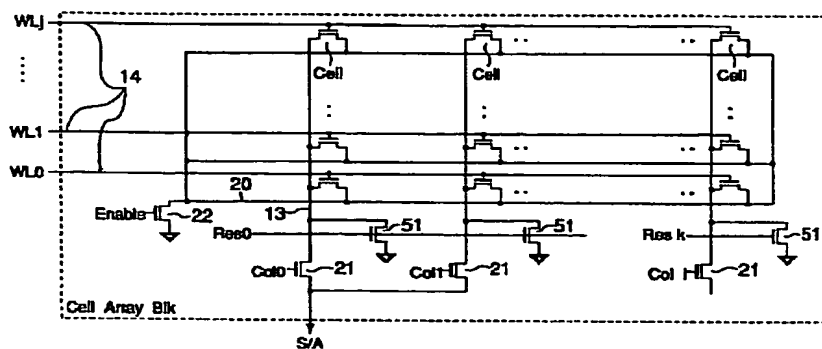 WLj
14
Cell
Cell
Cell
WL1
WL0
20
Enable
22
13
51
51
51
Res0
Res k
Col0
21
Col1
21
Col l
21
Cell Array Blk
S/A